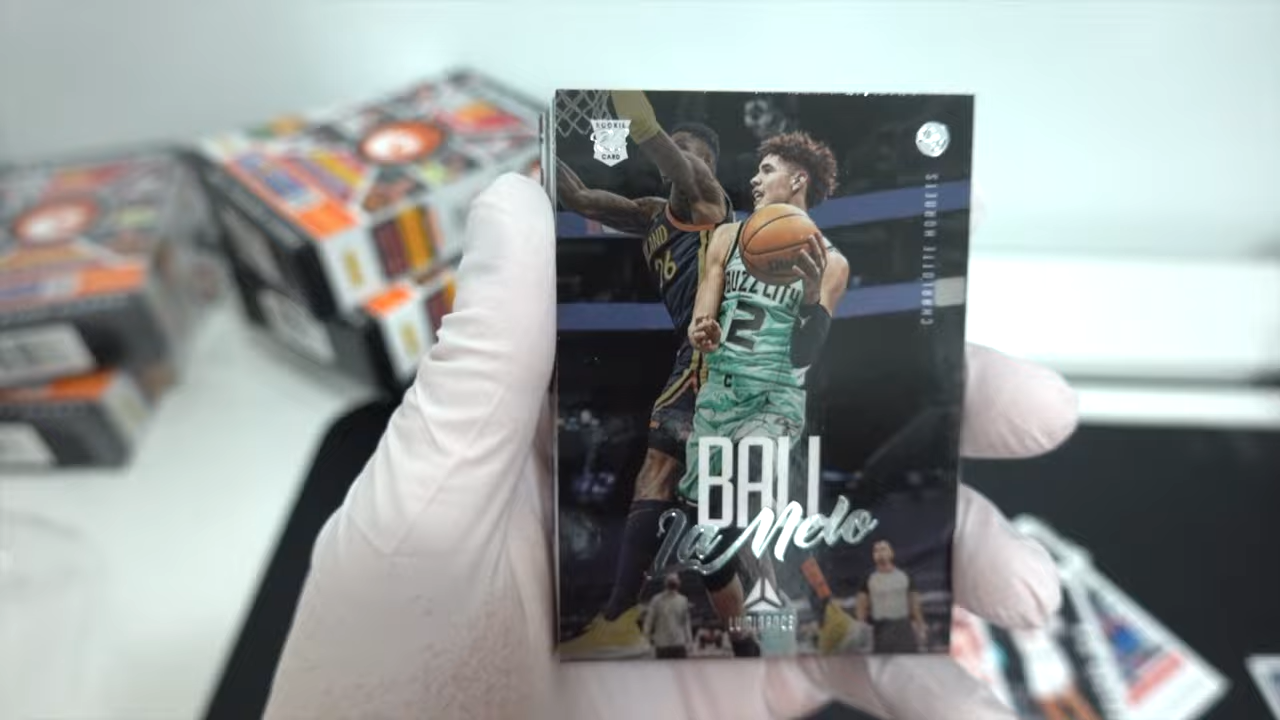 ROOKIE
CARD
CHARLOTTE HORNETS
26
BUZZ CITY
2
BALL
LaMelo
LUMINANCE